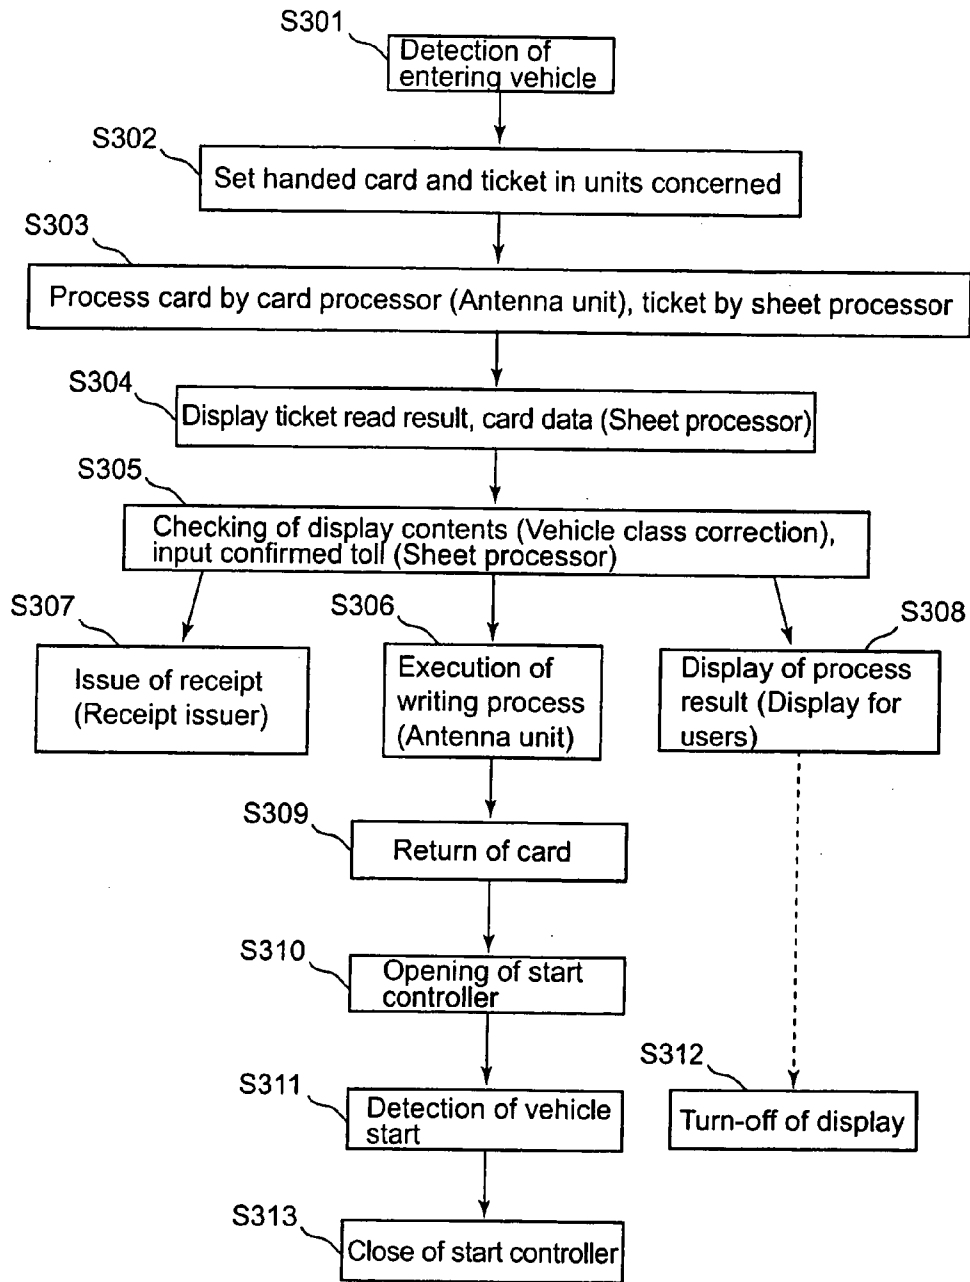 S301
Detection of
entering vehicle
S302
Set handed card and ticket in units concerned
S303
Process card by card processor (Antenna unit), ticket by sheet processor
S304
Display ticket read result, card data (Sheet processor)
S305
Checking of display contents (Vehicle class correction),
input confirmed toll (Sheet processor)
S307
Issue of receipt
(Receipt issuer)
S306
Execution of
writing process
(Antenna unit)
S308
Display of process
result (Display for
users)
S309
Return of card
S310
Opening of start
controller
S311
Detection of vehicle
start
S312
Turn-off of display
S313
Close of start controller